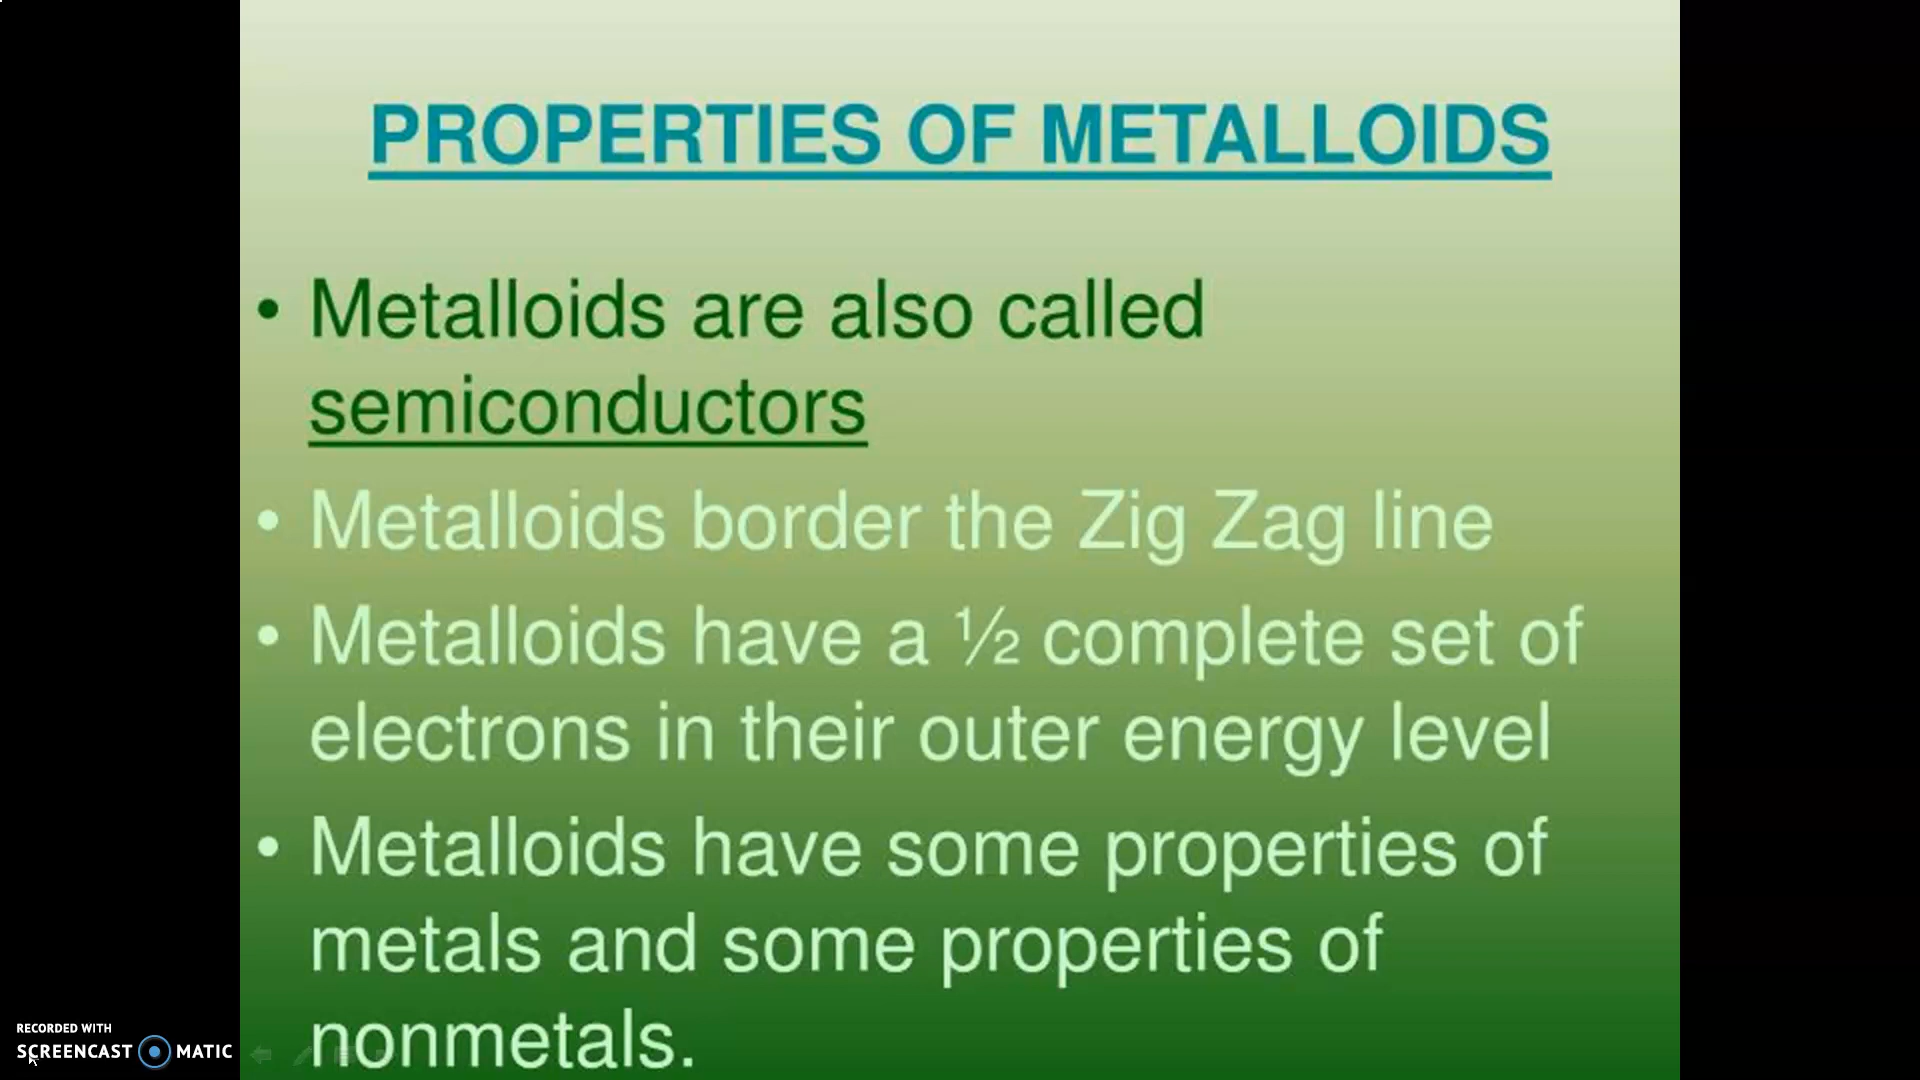 PROPERTIES OF METALLOIDS
• Metalloids are also called
semiconductors
• Metalloids border the Zig Zag line
• Metalloids have a ½ complete set of
electrons in their outer energy level
• Metalloids have some properties of
metals and some properties of
nonmetals.
RECORDED WITH
SCREENCAST MATIC